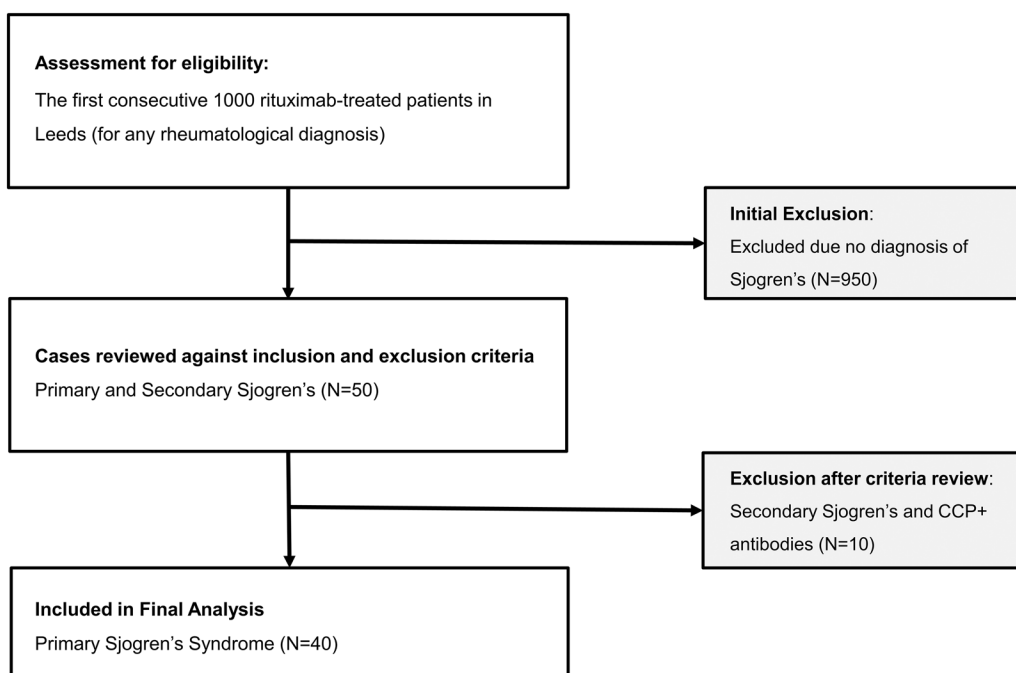 Assessment for eligibility:
The first consecutive 1000 rituximab-treated patients in
Leeds (for any rheumatological diagnosis)
Initial Exclusion:
Excluded due no diagnosis of
Sjogren’s (N=950)
Cases reviewed against inclusion and exclusion criteria
Primary and Secondary Sjogren’s (N=50)
Exclusion after criteria review:
Secondary Sjogren’s and CCP+
antibodies (N=10)
Included in Final Analysis
Primary Sjogren’s Syndrome (N=40)